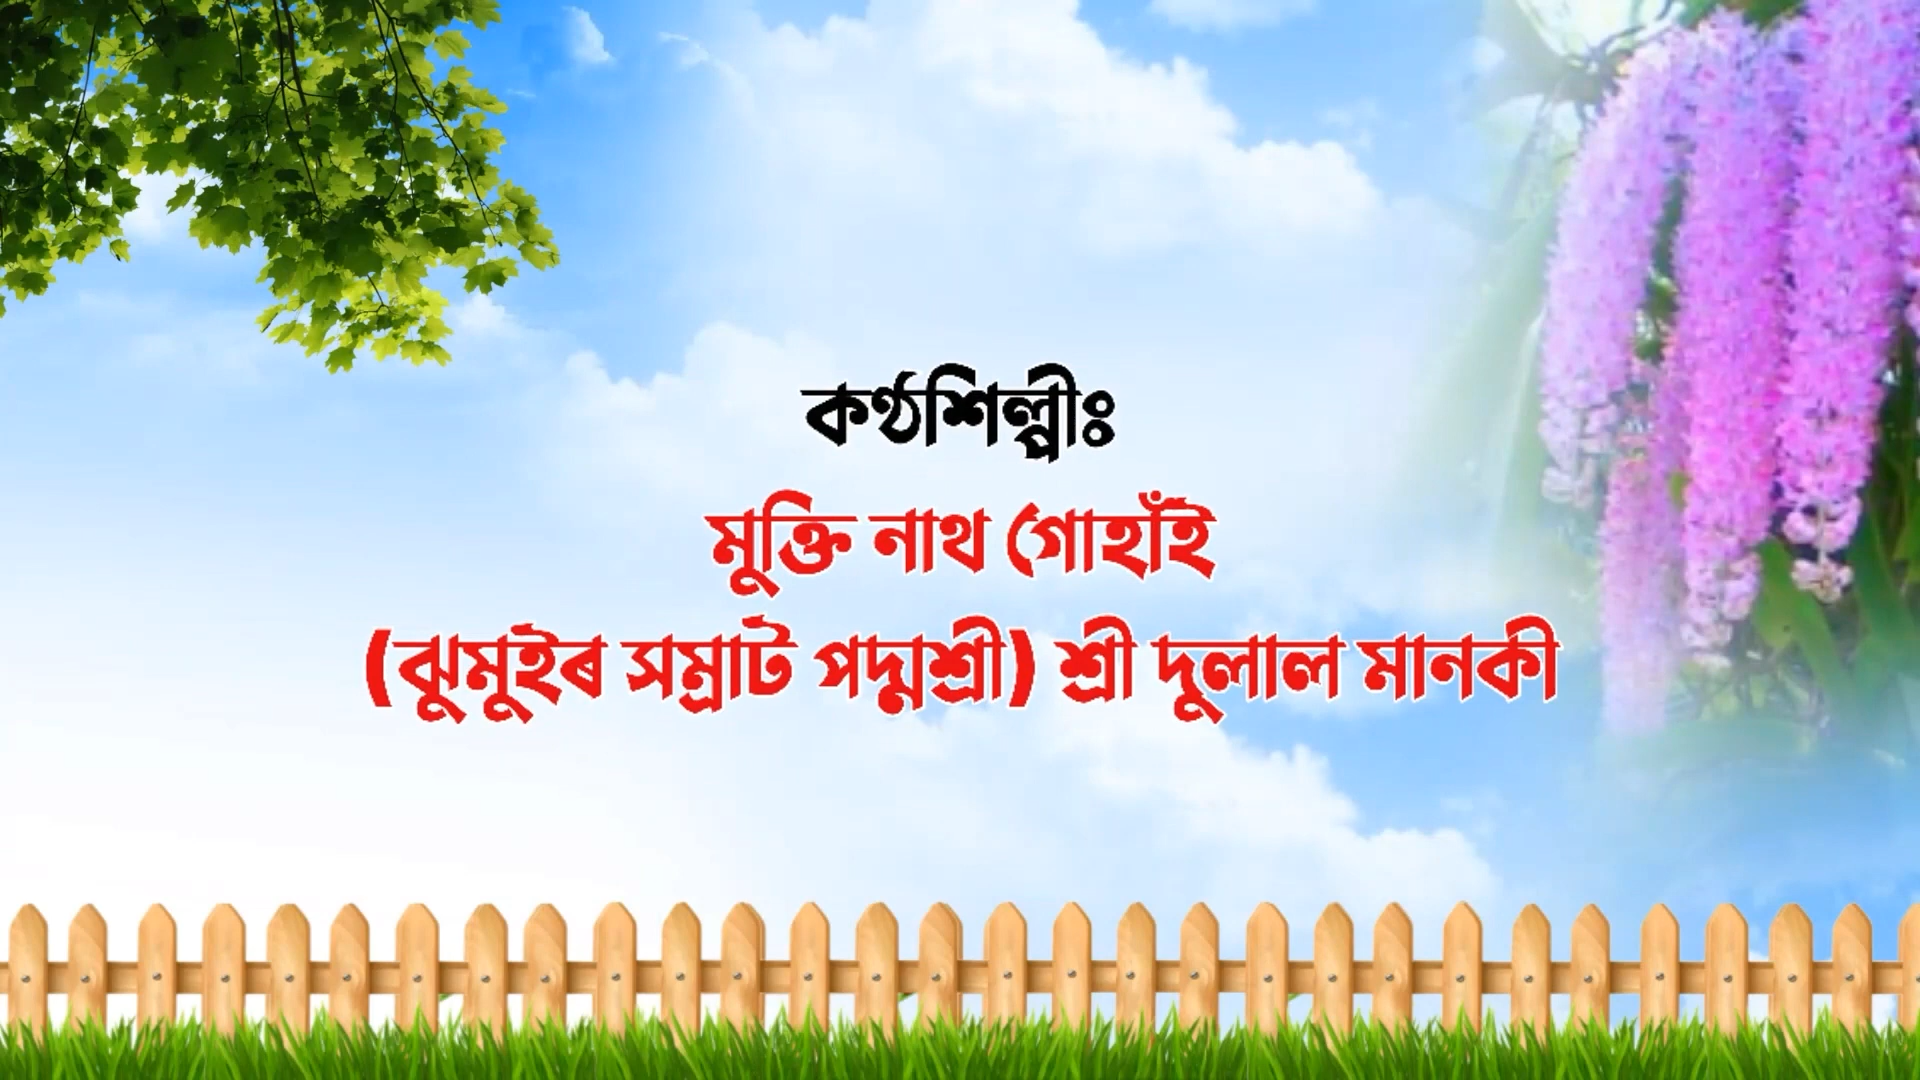 কণ্ঠশিল্পীঃ
মুক্তি নাথ গোহাঁই
(ঝুমুইৰ সম্ৰাট পদ্মশ্ৰী) শ্ৰী দুলাল মানকী